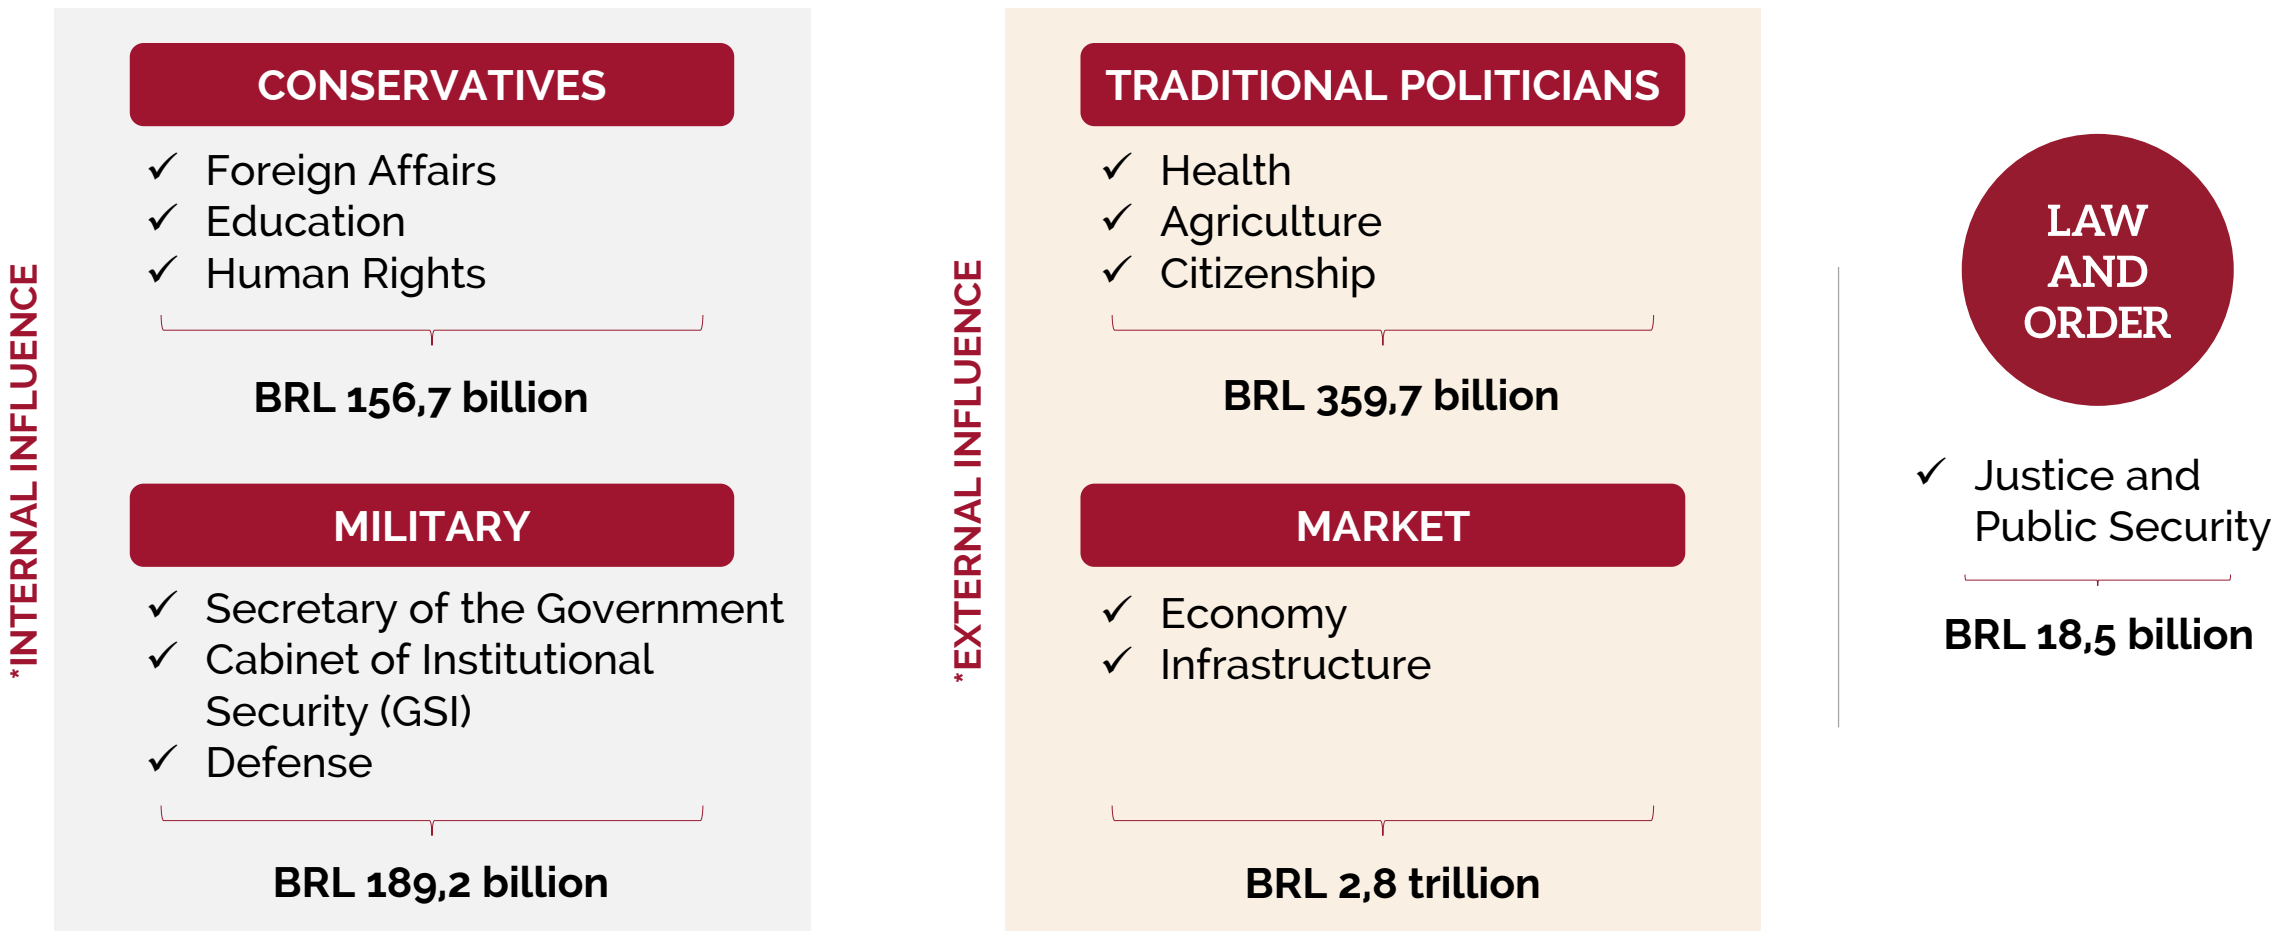 *INTERNAL INFLUENCE
CONSERVATIVES
✓ Foreign Affairs
✓ Education
✓ Human Rights
BRL 156,7 billion
MILITARY
✓ Secretary of the Government
✓ Cabinet of Institutional
Security (GSI)
✓ Defense
BRL 189,2 billion
*EXTERNAL INFLUENCE
TRADITIONAL POLITICIANS
✓ Health
✓ Agriculture
✓ Citizenship
BRL 359,7 billion
MARKET
✓ Economy
✓ Infrastructure
BRL 2,8 trillion
LAW
AND
ORDER
✓ Justice and
Public Security
BRL 18,5 billion